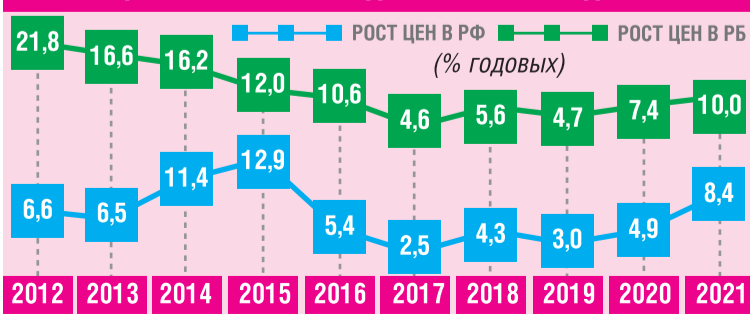 РОСТ ЦЕН В РФ РОСТ ЦЕН В РБ
(% годовых)
21,8 16,6 16,2 12,0 10,6 4,6 5,6 4,7 7,4 10,0
6,6 6,5 11,4 12,9 5,4 2,5 4,3 3,0 4,9 8,4
2012 2013 2014 2015 2016 2017 2018 2019 2020 2021